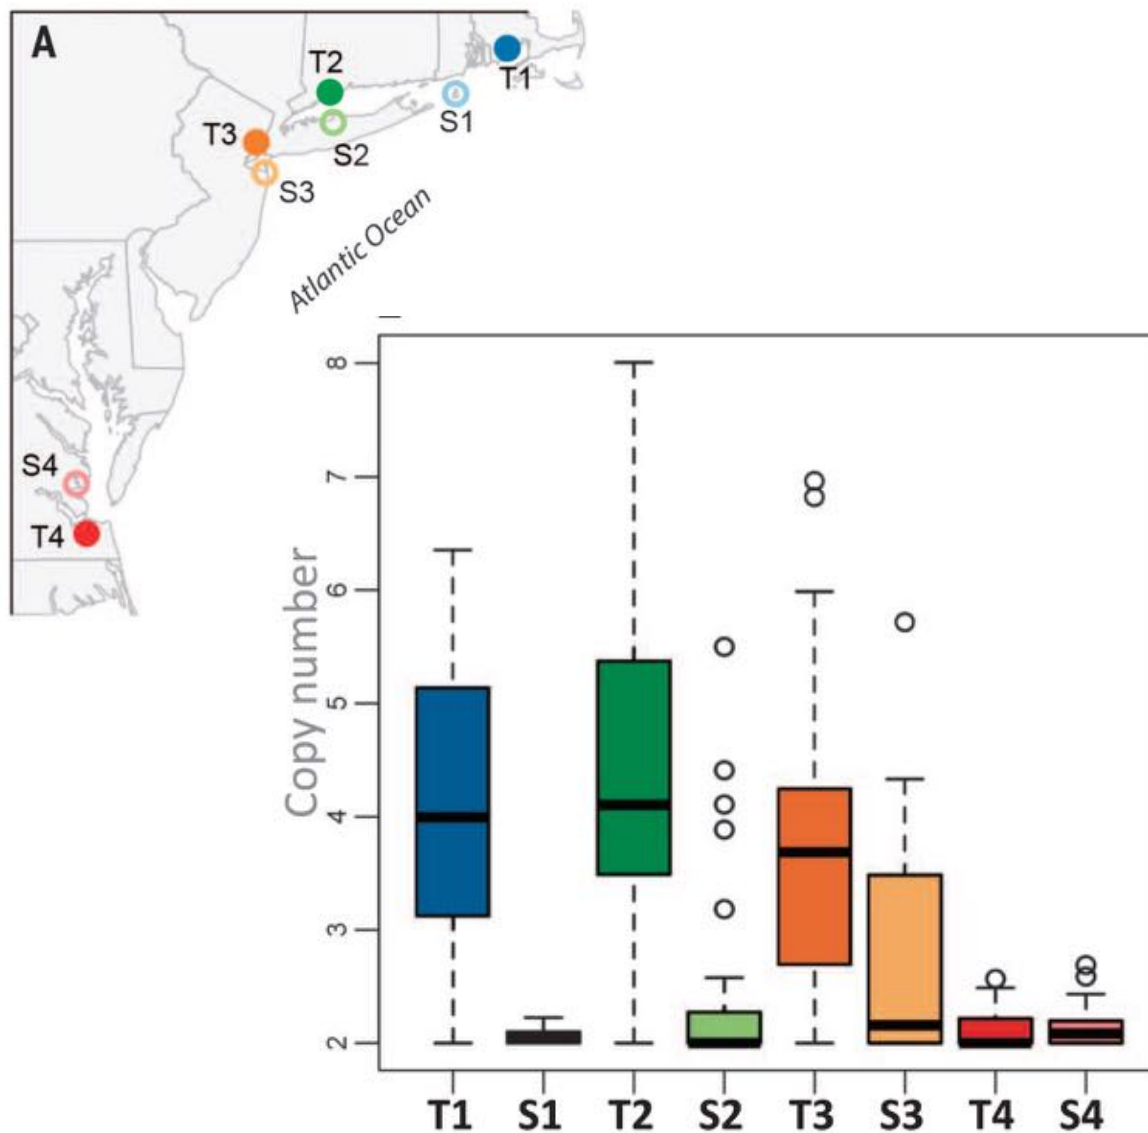 A
T2
T1
S1
T3
S2
S3
Atlantic Ocean
S4
T4
Copy number
8
7
6
5
4
3
2
T1 S1 T2 S2 T3 S3 T4 S4